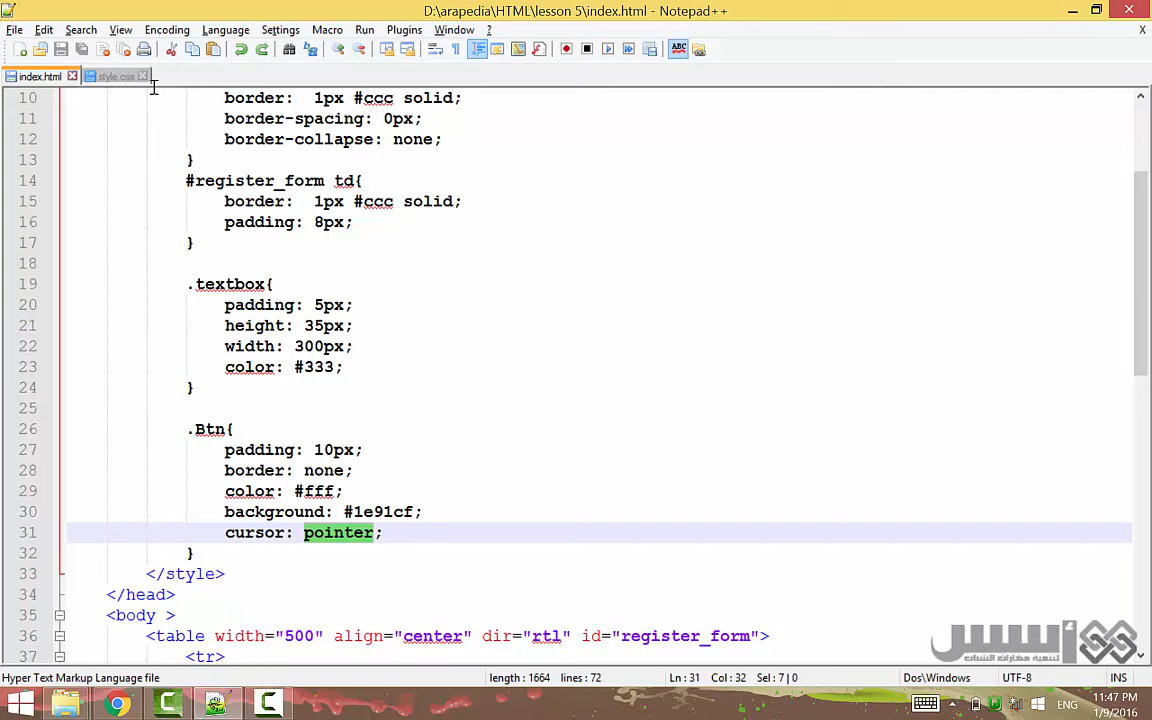 D:\arapedia\HTML\lesson 5\index.html - Notepad++
File Edit Search View Encoding Language Settings Macro Run Plugins Window ? X
ABC
index.html style.css
10 border:  1px #ccc solid;
11 border-spacing: 0px;
12 border-collapse: none;
13 }
14 #register_form td{
15 border:  1px #ccc solid;
16 padding: 8px;
17 }
18
19 .textbox{
20 padding: 5px;
21 height: 35px;
22 width: 300px;
23 color: #333;
24 }
25
26 .Btn{
27 padding: 10px;
28 border: none;
29 color: #fff;
30 background: #1e91cf;
31 cursor: pointer;
32 }
33 </style>
34 </head>
35 <body >
36 <table width="500" align="center" dir="rtl" id="register_form">
37 <tr>
أسس
لتنمية مهارات الشباب
Hyper Text Markup Language file length : 1664 lines : 72 Ln : 31 Col : 32 Sel : 7 | 0 Dos\Windows UTF-8 INS
ENG
11:47 PM
1/9/2016